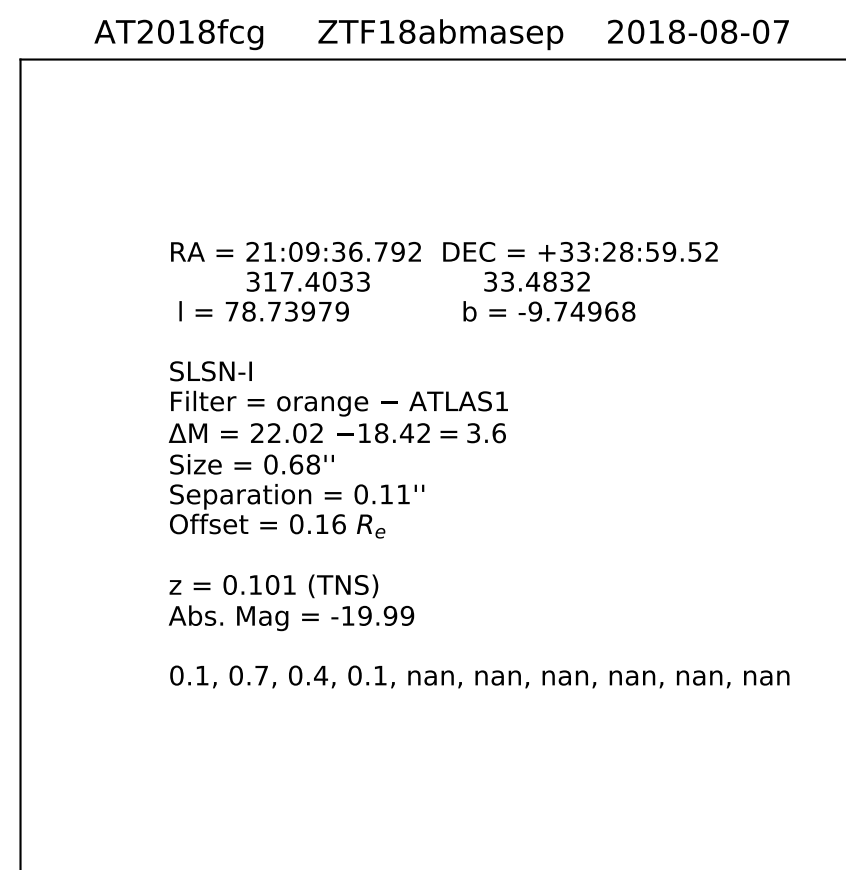 AT2018fcg ZTF18abmasep 2018-08-07
RA = 21:09:36.792 DEC = +33:28:59.52
317.4033 33.4832
l = 78.73979 b = -9.74968
SLSN-I
Filter = orange − ATLAS1
ΔM = 22.02 −18.42 = 3.6
Size = 0.68''
Separation = 0.11''
Offset = 0.16 Rₑ
z = 0.101 (TNS)
Abs. Mag = -19.99
0.1, 0.7, 0.4, 0.1, nan, nan, nan, nan, nan, nan